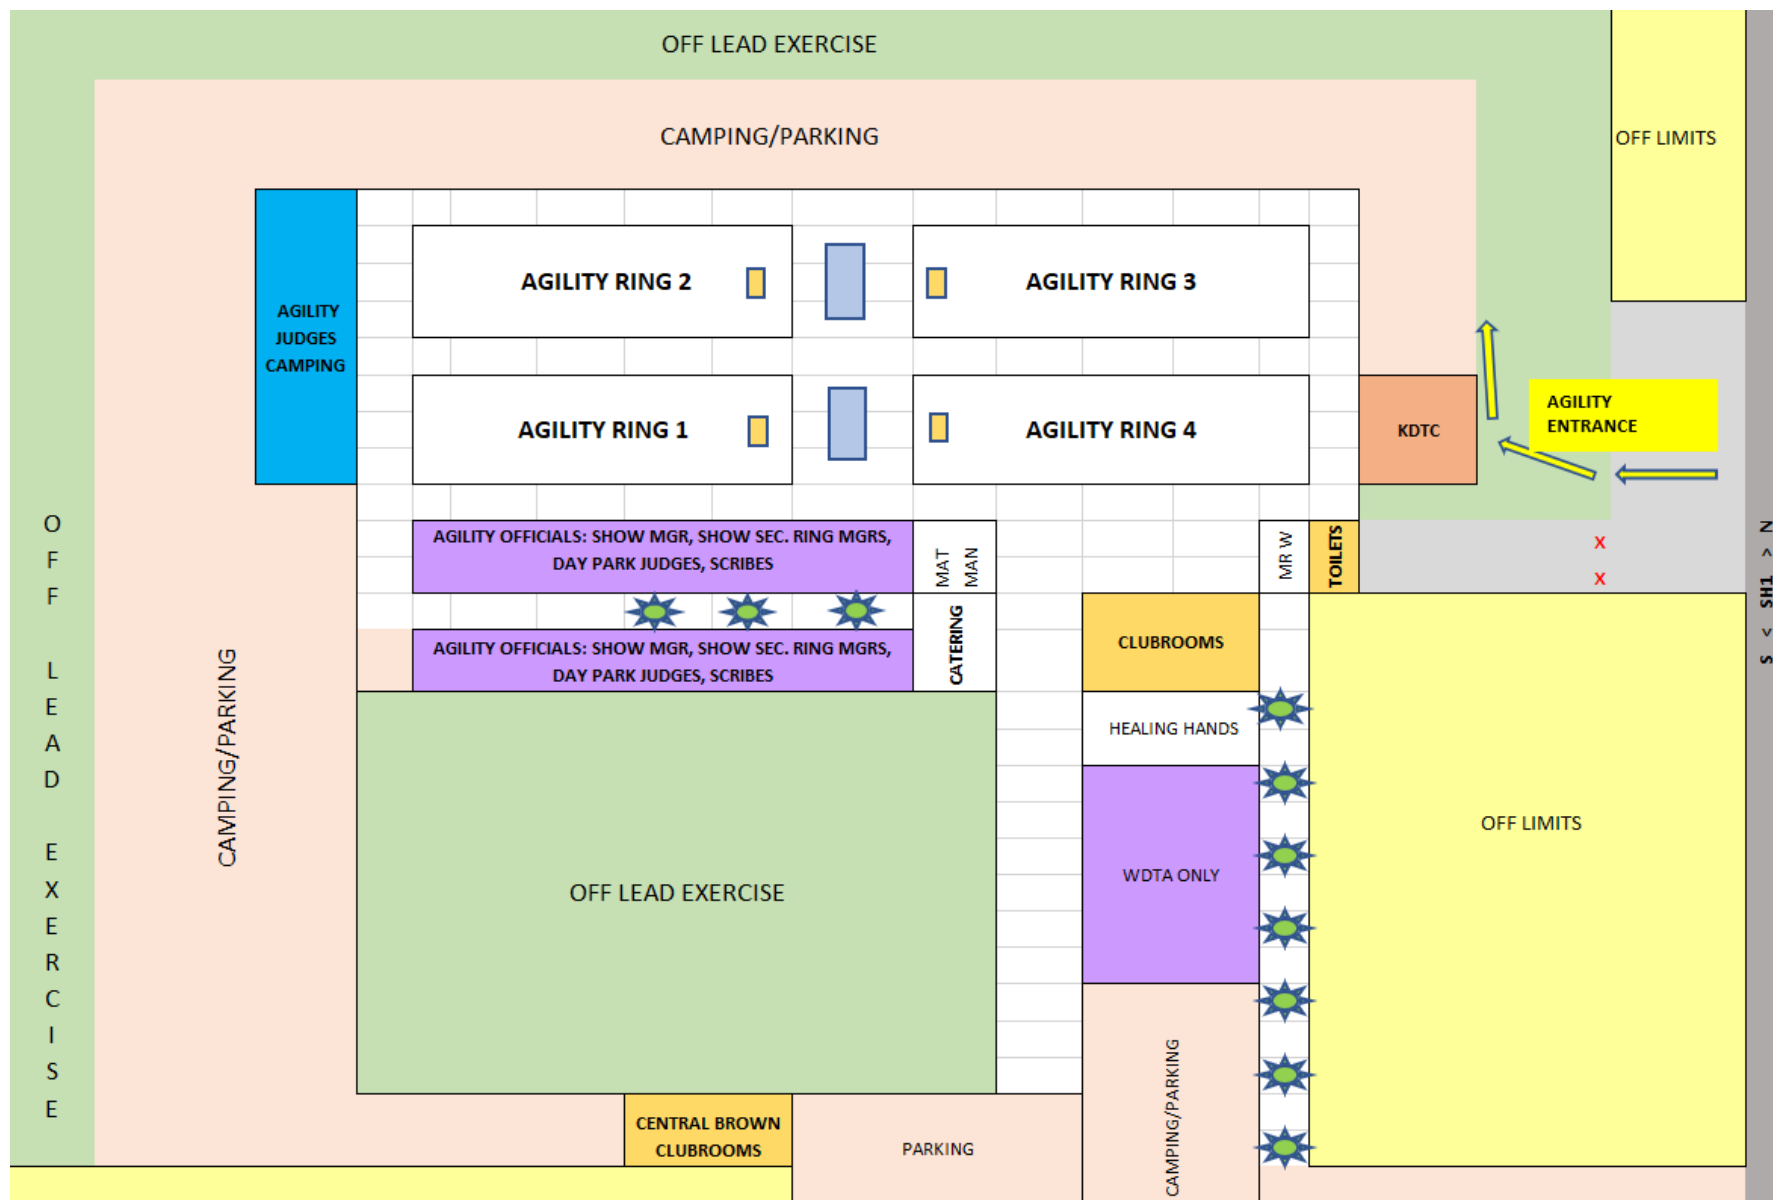 OFF LEAD EXERCISE
CAMPING/PARKING
OFF LIMITS
AGILITY
JUDGES
CAMPING
AGILITY RING 2
AGILITY RING 3
AGILITY RING 1
AGILITY RING 4
KDTC
AGILITY
ENTRANCE
AGILITY OFFICIALS: SHOW MGR, SHOW SEC. RING MGRS,
DAY PARK JUDGES, SCRIBES
MAT
MAN
MR W
TOILETS
X
X
S < SH1 > N
AGILITY OFFICIALS: SHOW MGR, SHOW SEC. RING MGRS,
DAY PARK JUDGES, SCRIBES
CATERING
CLUBROOMS
HEALING HANDS
OFF LEAD EXERCISE
CAMPING/PARKING
OFF LEAD EXERCISE
WDTA ONLY
OFF LIMITS
CENTRAL BROWN
CLUBROOMS
PARKING
CAMPING/PARKING